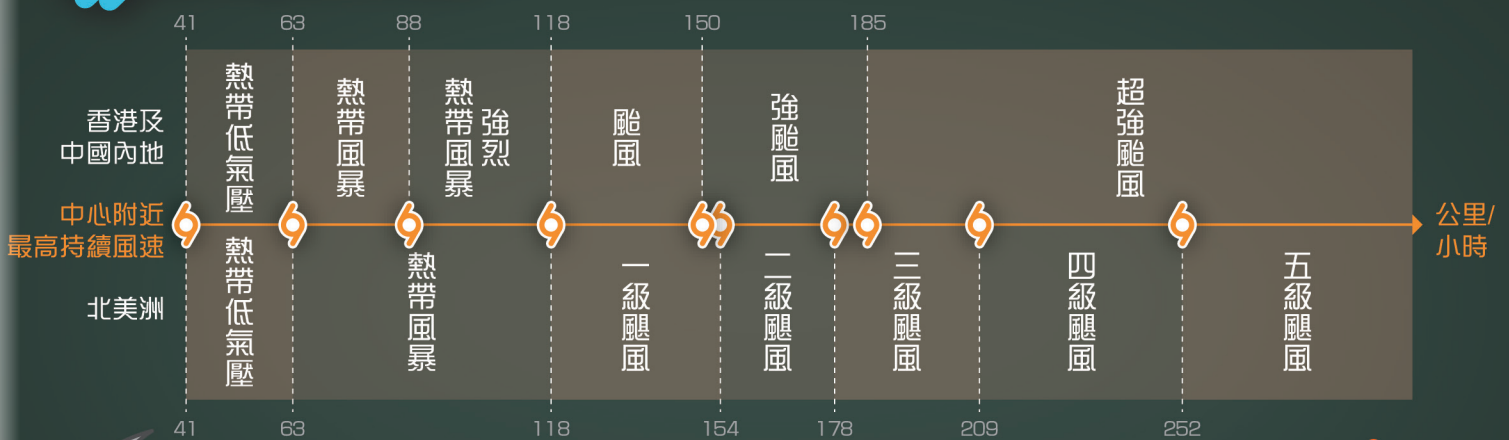 41 63 88 118 150 185
香港及
中國內地
熱帶低氣壓
熱帶風暴
強烈
熱帶風暴
颱風
強颱風
超強颱風
中心附近
最高持續風速
公里/
小時
北美洲
熱帶低氣壓
熱帶風暴
一級颶風
二級颶風
三級颶風
四級颶風
五級颶風
41 63 118 154 178 209 252